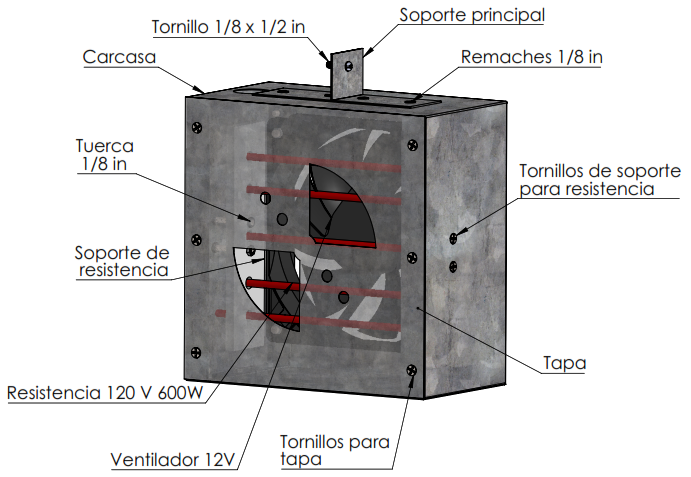 Soporte principal
Tornillo 1/8 x 1/2 in
Carcasa
Remaches 1/8 in
Tuerca
1/8 in
Tornillos de soporte
para resistencia
Soporte de
resistencia
Tapa
Resistencia 120 V 600W
Tornillos para
tapa
Ventilador 12V